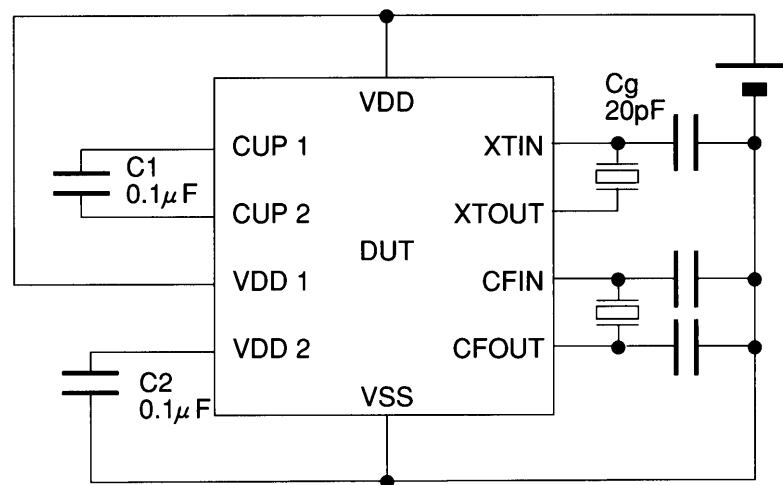 VDD
Cg
20pF
CUP 1
XTIN
C1
0.1μF
CUP 2
XTOUT
DUT
VDD 1
CFIN
VDD 2
CFOUT
C2
0.1μF
VSS